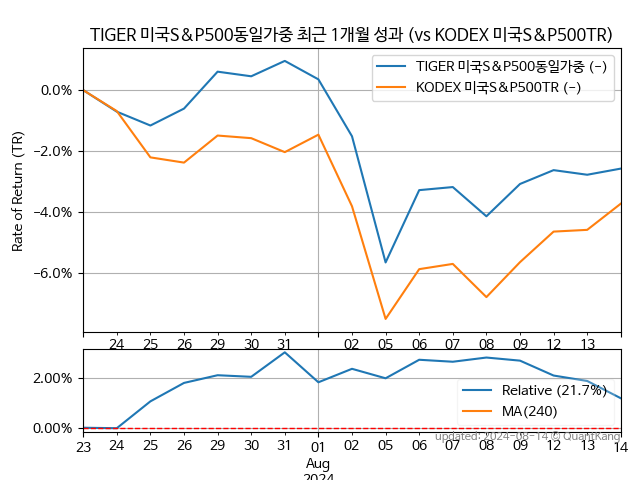 TIGER 미국S&P500동일가중 최근 1개월 성과 (vs KODEX 미국S&P500TR)
TIGER 미국S&P500동일가중 (-)
KODEX 미국S&P500TR (-)
Rate of Return (TR)
0.0%
-2.0%
-4.0%
-6.0%
24 25 26 29 30 31 02 05 06 07 08 09 12 13
2.00%
0.00%
Relative (21.7%)
MA(240)
updated: 2024-08-14 © QuantKang
23 24 25 26 29 30 31 01 02 05 06 07 08 09 12 13 14
Aug
2024